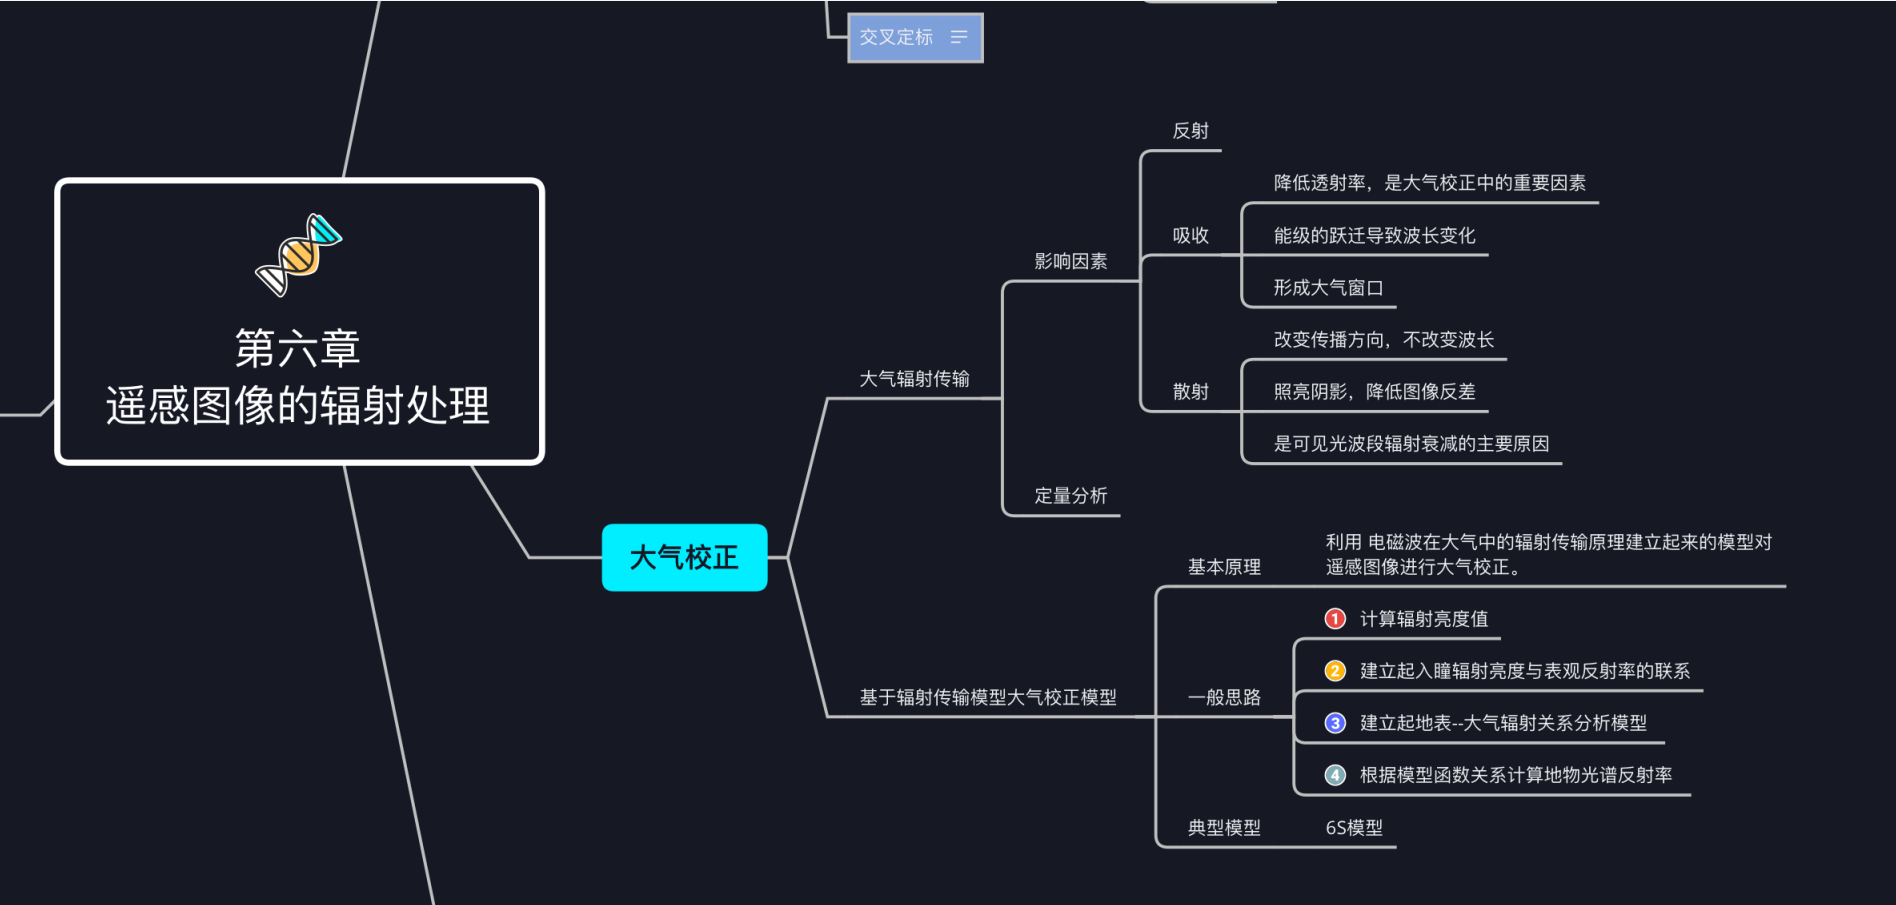 交叉定标
第六章
遥感图像的辐射处理
大气校正
大气辐射传输
影响因素
反射
吸收
降低透射率，是大气校正中的重要因素
能级的跃迁导致波长变化
形成大气窗口
散射
改变传播方向，不改变波长
照亮阴影，降低图像反差
是可见光波段辐射衰减的主要原因
定量分析
基于辐射传输模型大气校正模型
基本原理
利用 电磁波在大气中的辐射传输原理建立起来的模型对
遥感图像进行大气校正。
一般思路
1 计算辐射亮度值
2 建立起入瞳辐射亮度与表观反射率的联系
3 建立起地表--大气辐射关系分析模型
4 根据模型函数关系计算地物光谱反射率
典型模型
6S模型